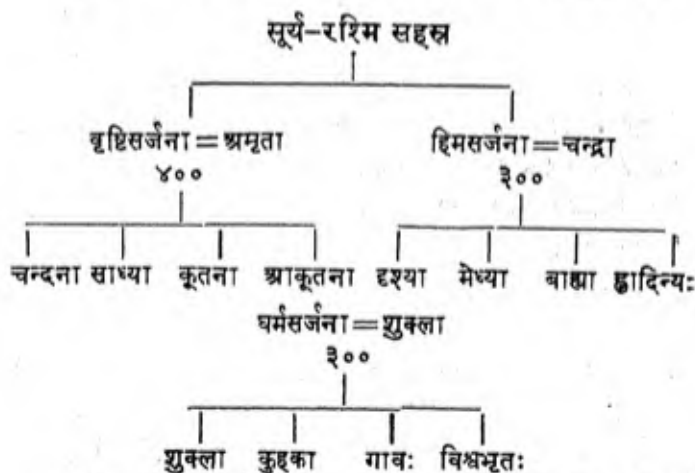 सूर्य-रश्मि सहस्र
वृष्टिसर्जना=अमृता हिमसर्जना=चन्द्रा
४०० ३००
चन्दना साध्या कूतना आकूतना दृश्या मेध्या बाह्या ह्लादिन्यः
घर्मसर्जना=शुक्ला
३००
शुक्ला कुहका गावः विश्वभृतः